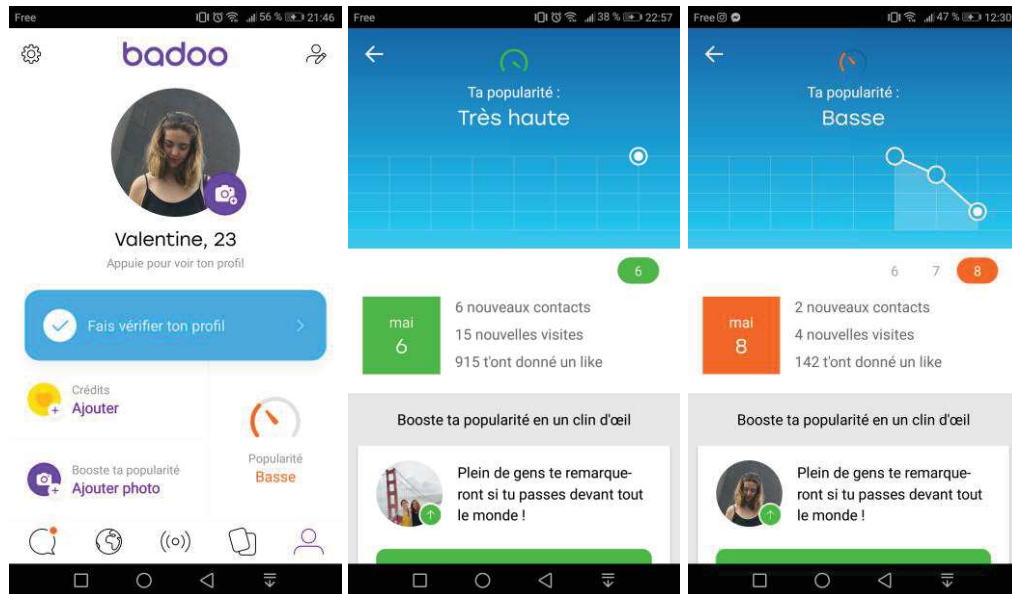 Free 56 % 21:46
badoo
Valentine, 23
Appuie pour voir ton profil
Fais vérifier ton profil
Crédits
Ajouter
Popularité
Basse
Booste ta popularité
Ajouter photo
Free 38 % 22:57
Ta popularité :
Très haute
6
mai
6
6 nouveaux contacts
15 nouvelles visites
915 t'ont donné un like
Booste ta popularité en un clin d'œil
Plein de gens te remarque-
ront si tu passes devant tout
le monde !
Free 47 % 12:30
Ta popularité :
Basse
6 7 8
mai
8
2 nouveaux contacts
4 nouvelles visites
142 t'ont donné un like
Booste ta popularité en un clin d'œil
Plein de gens te remarque-
ront si tu passes devant tout
le monde !